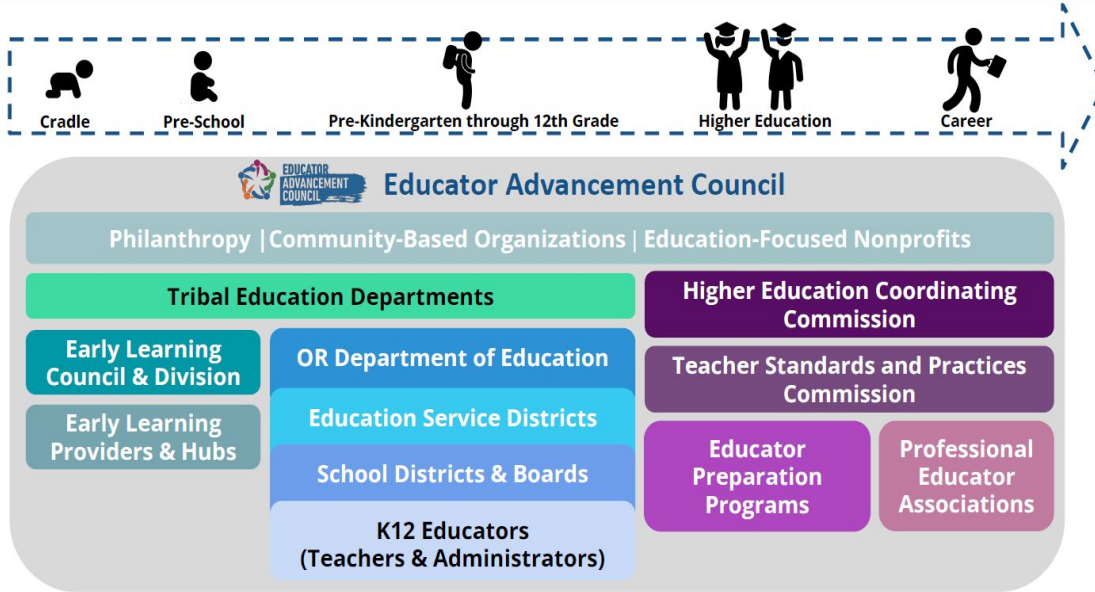 Cradle
Pre-School
Pre-Kindergarten through 12th Grade
Higher Education
Career
EDUCATOR
ADVANCEMENT
COUNCIL
Educator Advancement Council
Philanthropy |Community-Based Organizations | Education-Focused Nonprofits
Tribal Education Departments
Higher Education Coordinating
Commission
Early Learning
Council & Division
OR Department of Education
Teacher Standards and Practices
Commission
Early Learning
Providers & Hubs
Education Service Districts
School Districts & Boards
K12 Educators
(Teachers & Administrators)
Educator
Preparation
Programs
Professional
Educator
Associations